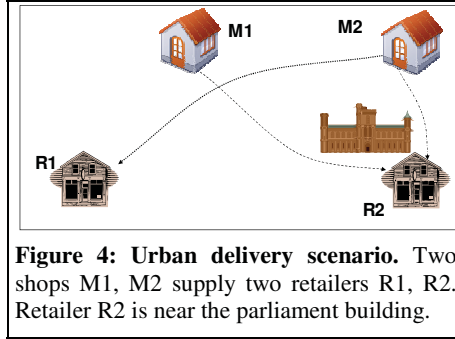 M1
M2
R1
R2
Figure 4: Urban delivery scenario. Two
shops M1, M2 supply two retailers R1, R2.
Retailer R2 is near the parliament building.